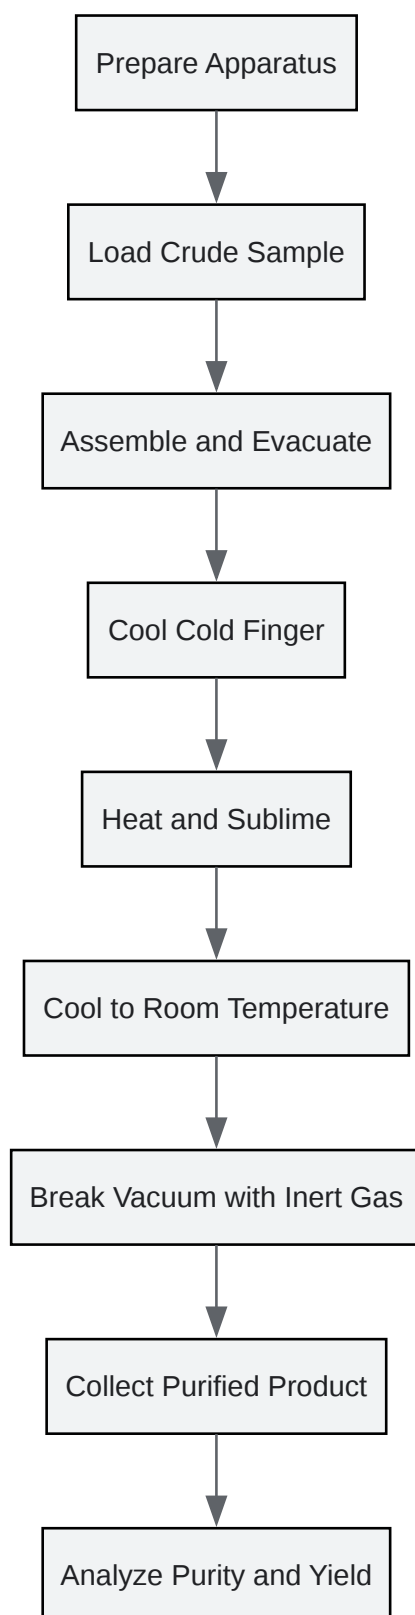 Prepare Apparatus
Load Crude Sample
Assemble and Evacuate
Cool Cold Finger
Heat and Sublime
Cool to Room Temperature
Break Vacuum with Inert Gas
Collect Purified Product
Analyze Purity and Yield